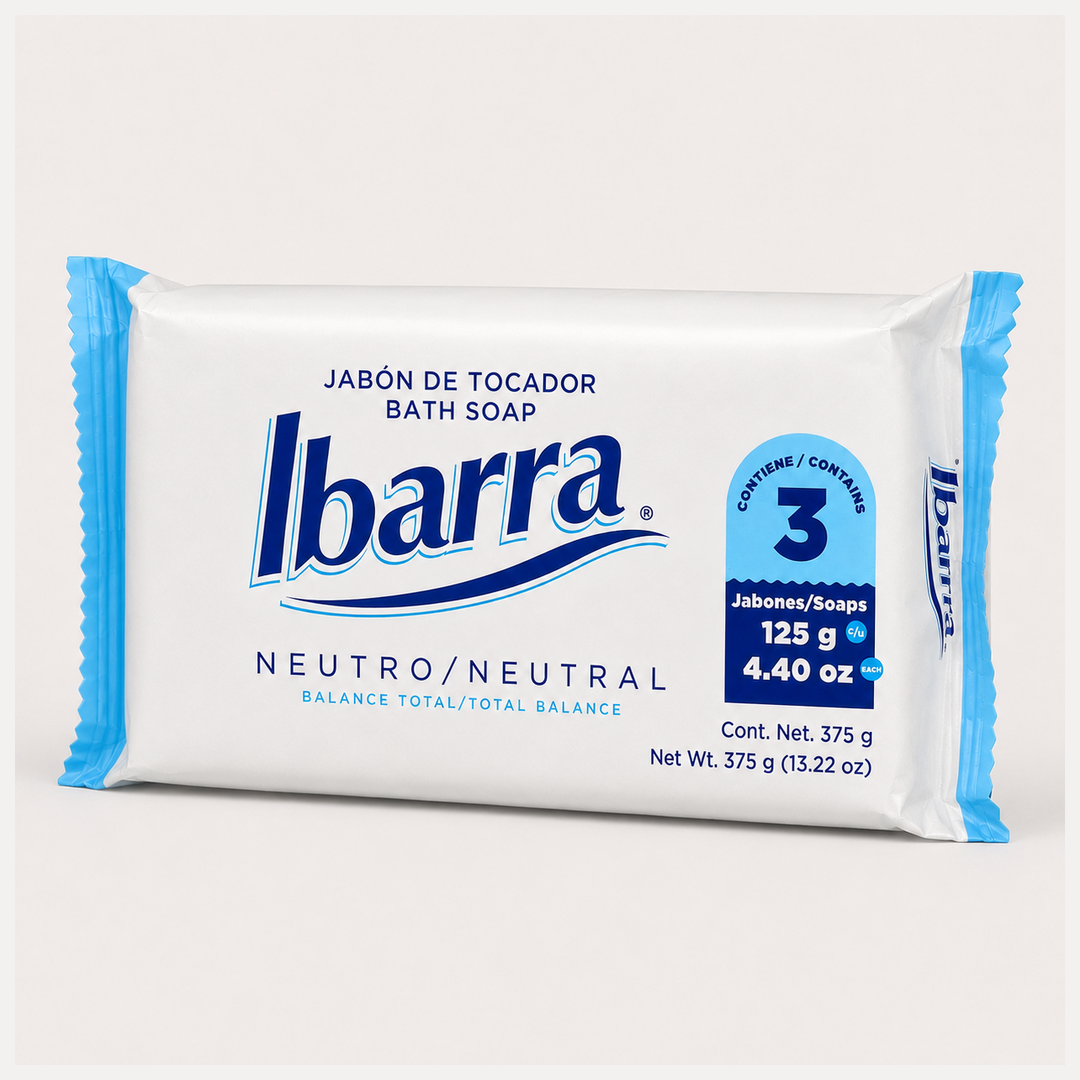 JABÓN DE TOCADOR
BATH SOAP
Ibarra®
NEUTRO/NEUTRAL
BALANCE TOTAL/TOTAL BALANCE
CONTIENE / CONTAINS
3
Jabones/Soaps
125 g c/u
4.40 oz EACH
Cont. Net. 375 g
Net Wt. 375 g (13.22 oz)
Ibarra®